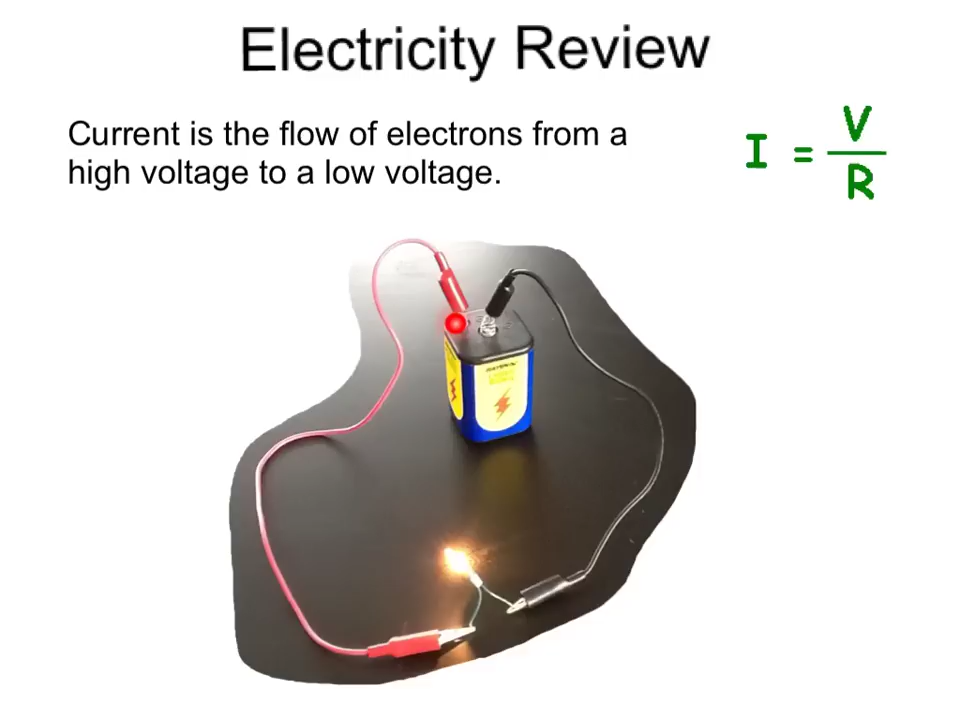 Electricity Review
Current is the flow of electrons from a
high voltage to a low voltage.
I = V
R